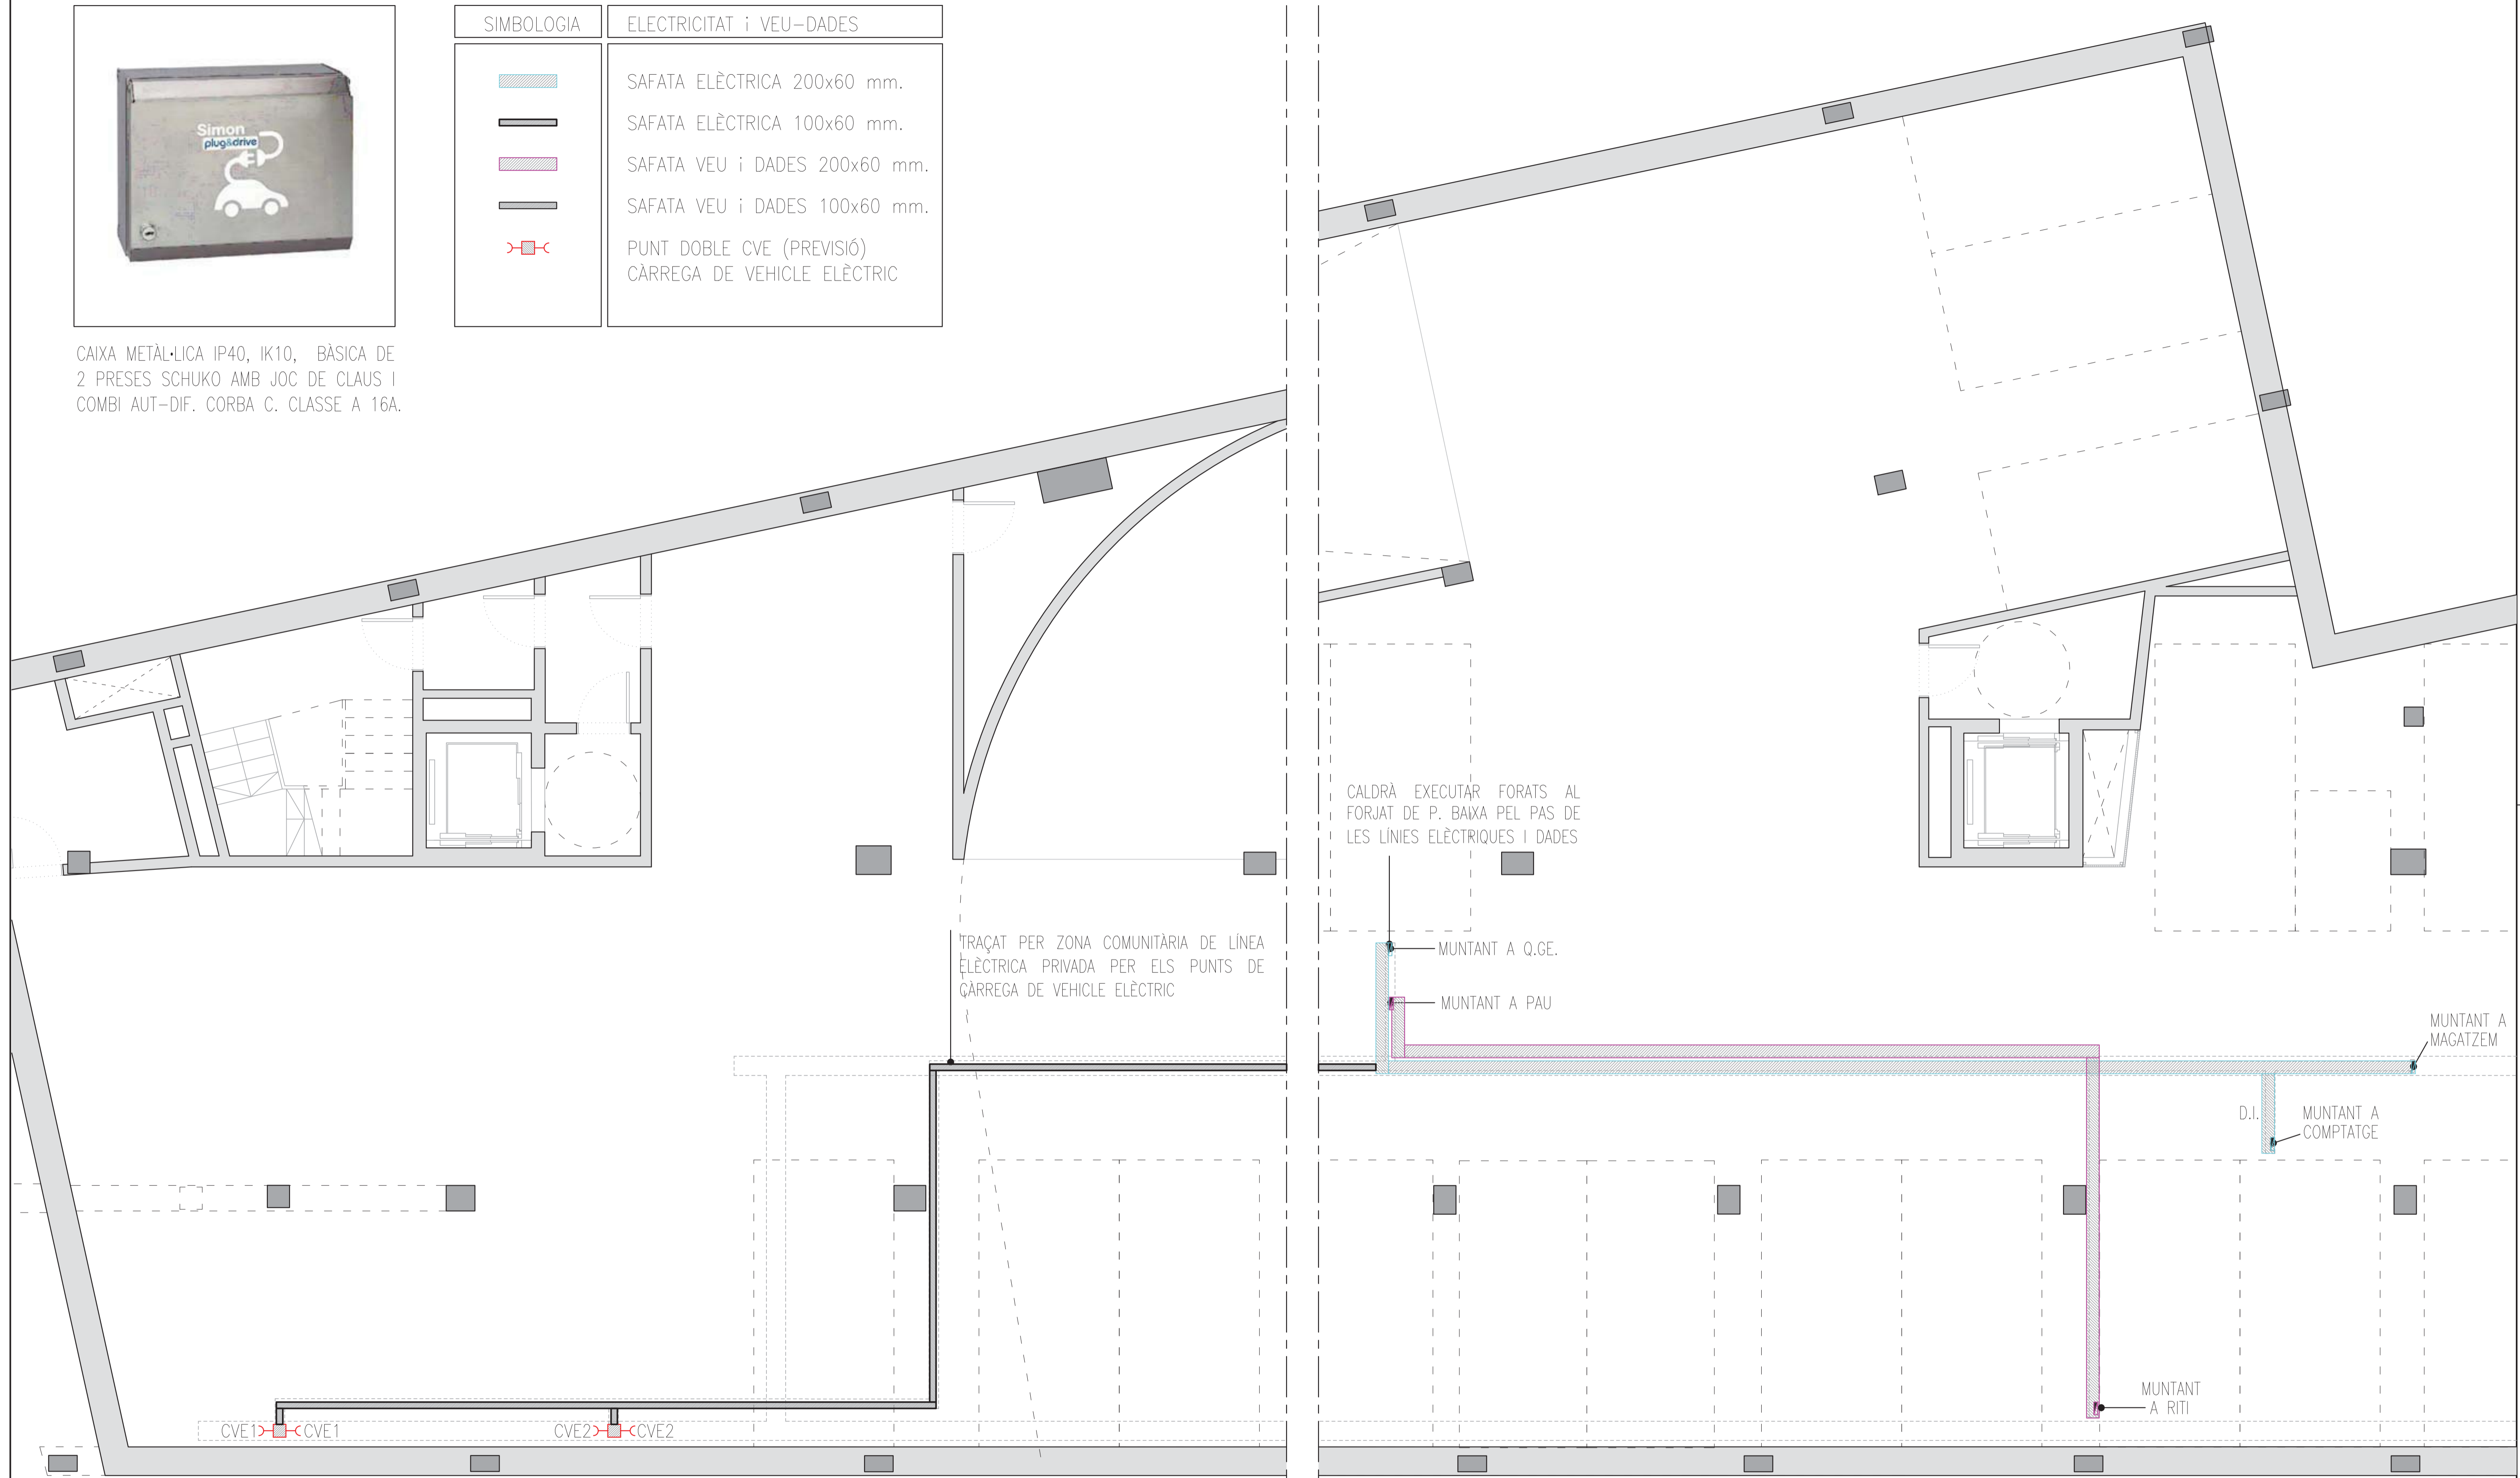 Simon
plug&drive
CAIXA METÀL·LICA IP40, IK10, BÀSICA DE
2 PRESES SCHUKO AMB JOC DE CLAUS I
COMBI AUT-DIF. CORBA C. CLASSE A 16A.
SIMBOLOGIA
ELECTRICITAT i VEU-DADES
SAFATA ELÈCTRICA 200x60 mm.
SAFATA ELÈCTRICA 100x60 mm.
SAFATA VEU i DADES 200x60 mm.
SAFATA VEU i DADES 100x60 mm.
PUNT DOBLE CVE (PREVISIÓ)
CÀRREGA DE VEHICLE ELÈCTRIC
CALDRÀ EXECUTAR FORATS AL
FORJAT DE P. BAIXA PEL PAS DE
LES LÍNIES ELÈCTRIQUES I DADES
TRAÇAT PER ZONA COMUNITÀRIA DE LÍNEA
ELÈCTRICA PRIVADA PER ELS PUNTS DE
CÀRREGA DE VEHICLE ELÈCTRIC
MUNTANT A Q.GE.
MUNTANT A PAU
MUNTANT A
MAGATZEM
D.I.
MUNTANT A
COMPTATGE
MUNTANT
A RITI
CVE1 CVE1
CVE2 CVE2